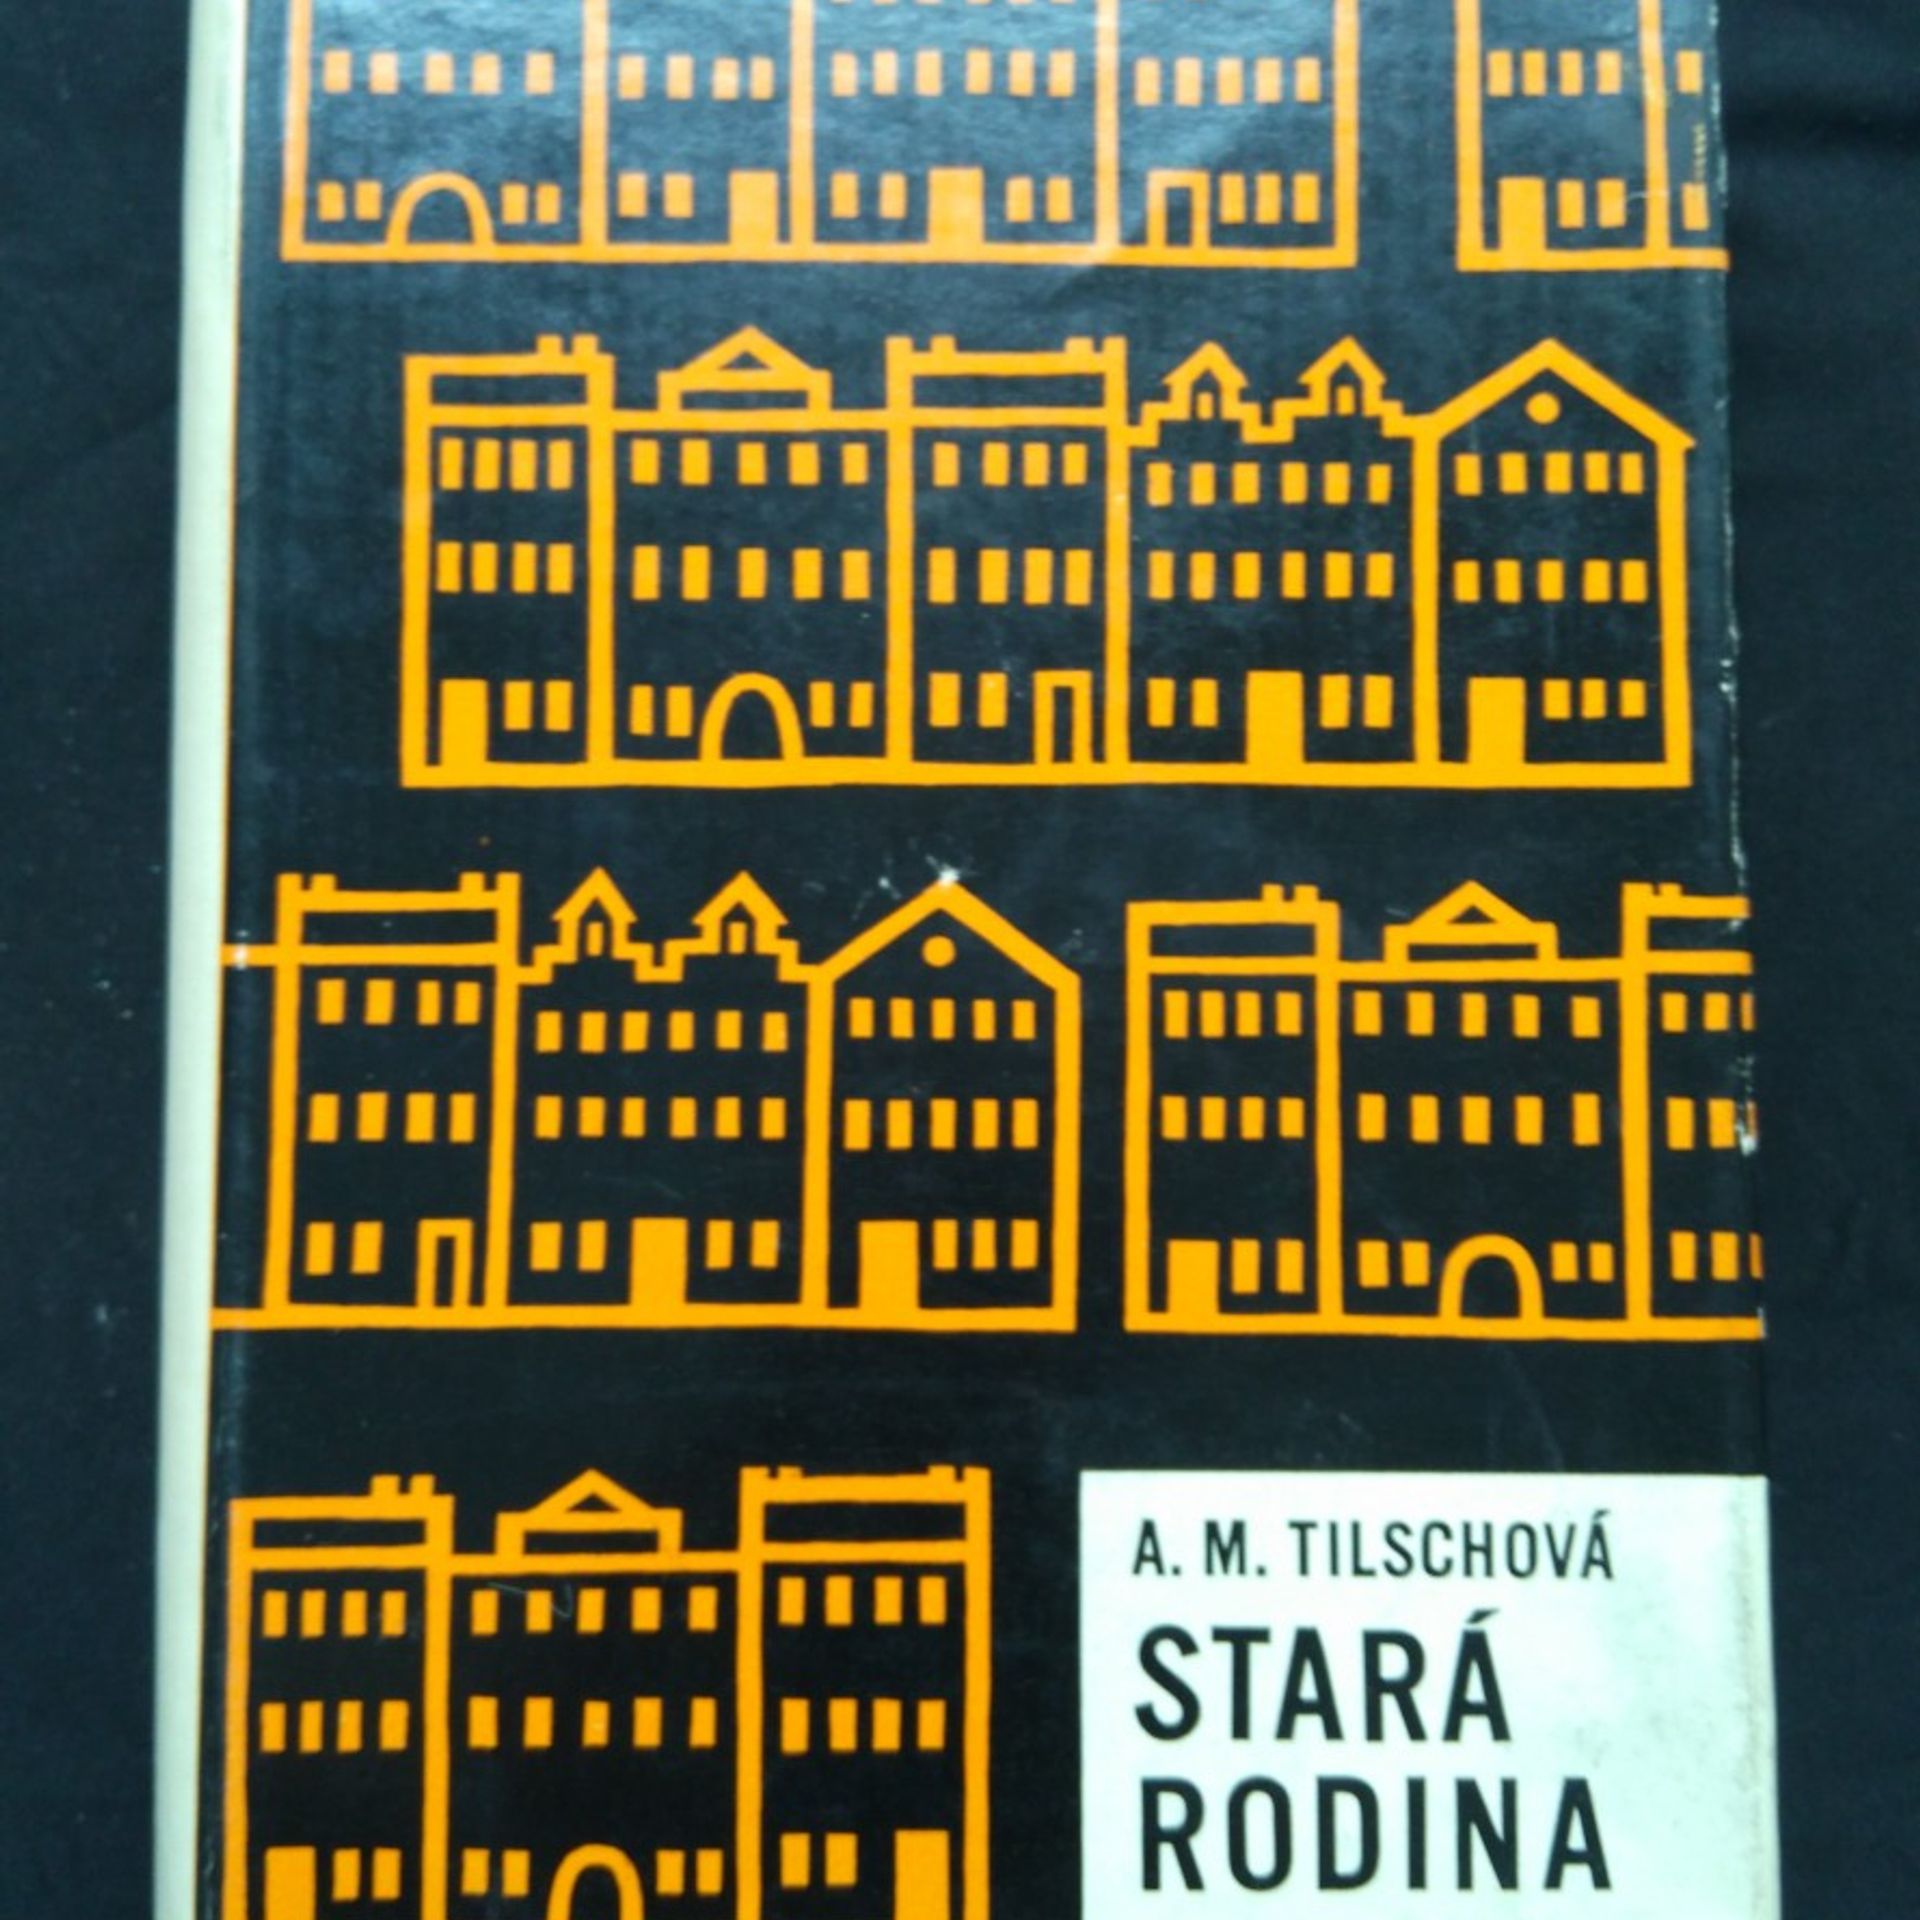 A. M. TILSCHOVÁ
STARÁ
RODINA